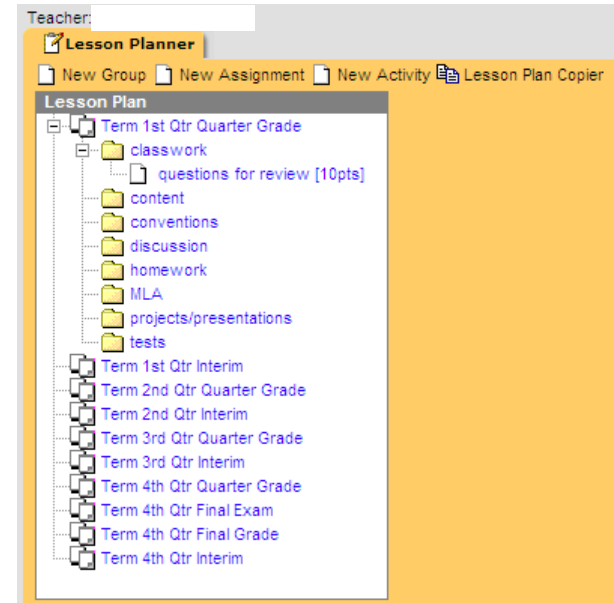 Teacher:
Lesson Planner
New Group New Assignment New Activity Lesson Plan Copier
Lesson Plan
Term 1st Qtr Quarter Grade
classwork
questions for review [10pts]
content
conventions
discussion
homework
MLA
projects/presentations
tests
Term 1st Qtr Interim
Term 2nd Qtr Quarter Grade
Term 2nd Qtr Interim
Term 3rd Qtr Quarter Grade
Term 3rd Qtr Interim
Term 4th Qtr Quarter Grade
Term 4th Qtr Final Exam
Term 4th Qtr Final Grade
Term 4th Qtr Interim